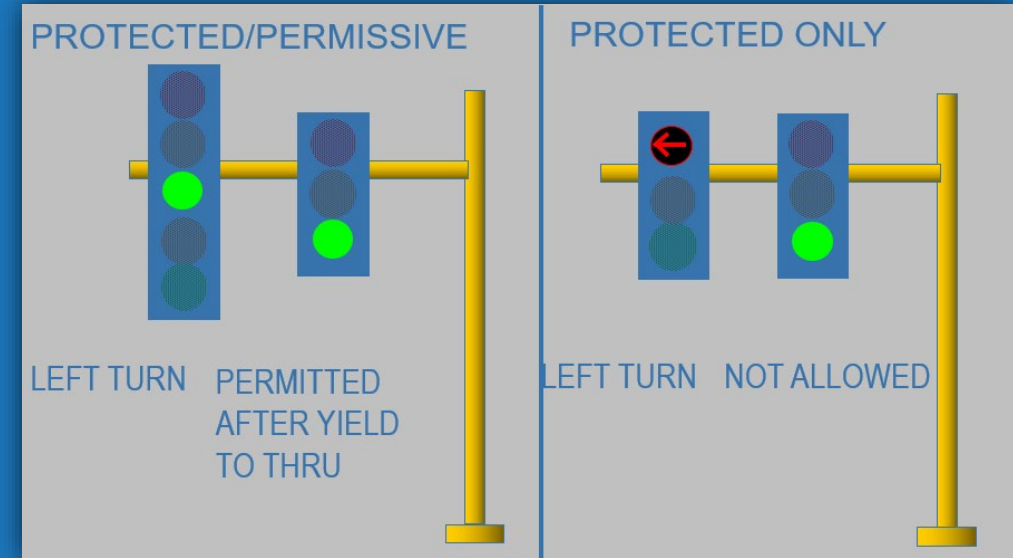 PROTECTED/PERMISSIVE
LEFT TURN
PERMITTED
AFTER YIELD
TO THRU
PROTECTED ONLY
LEFT TURN
NOT ALLOWED